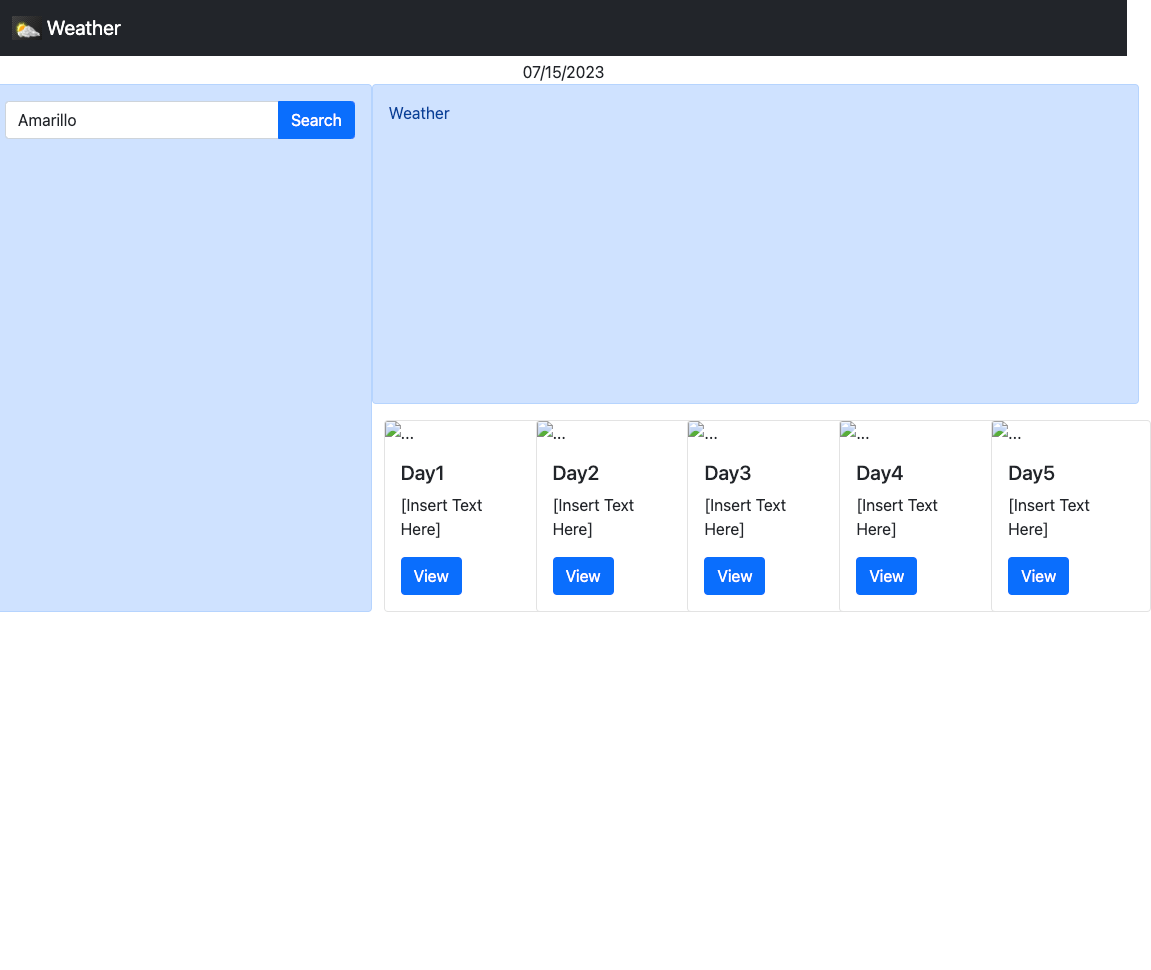 Weather
07/15/2023
Amarillo
Search
Weather
...
Day1
[Insert Text
Here]
View
...
Day2
[Insert Text
Here]
View
...
Day3
[Insert Text
Here]
View
...
Day4
[Insert Text
Here]
View
...
Day5
[Insert Text
Here]
View